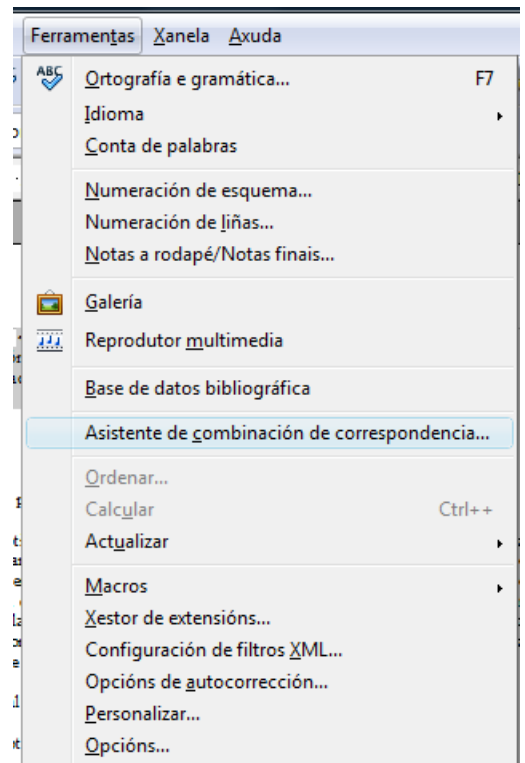 Ferramentas Xanela Axuda
ABC Ortografía e gramática... F7
Idioma
Conta de palabras
Numeración de esquema...
Numeración de liñas...
Notas a rodapé/Notas finais...
Galería
Reprodutor multimedia
Base de datos bibliográfica
Asistente de combinación de correspondencia...
Ordenar...
Calcular Ctrl++
Actualizar
Macros
Xestor de extensións...
Configuración de filtros XML...
Opcións de autocorrección...
Personalizar...
Opcións...